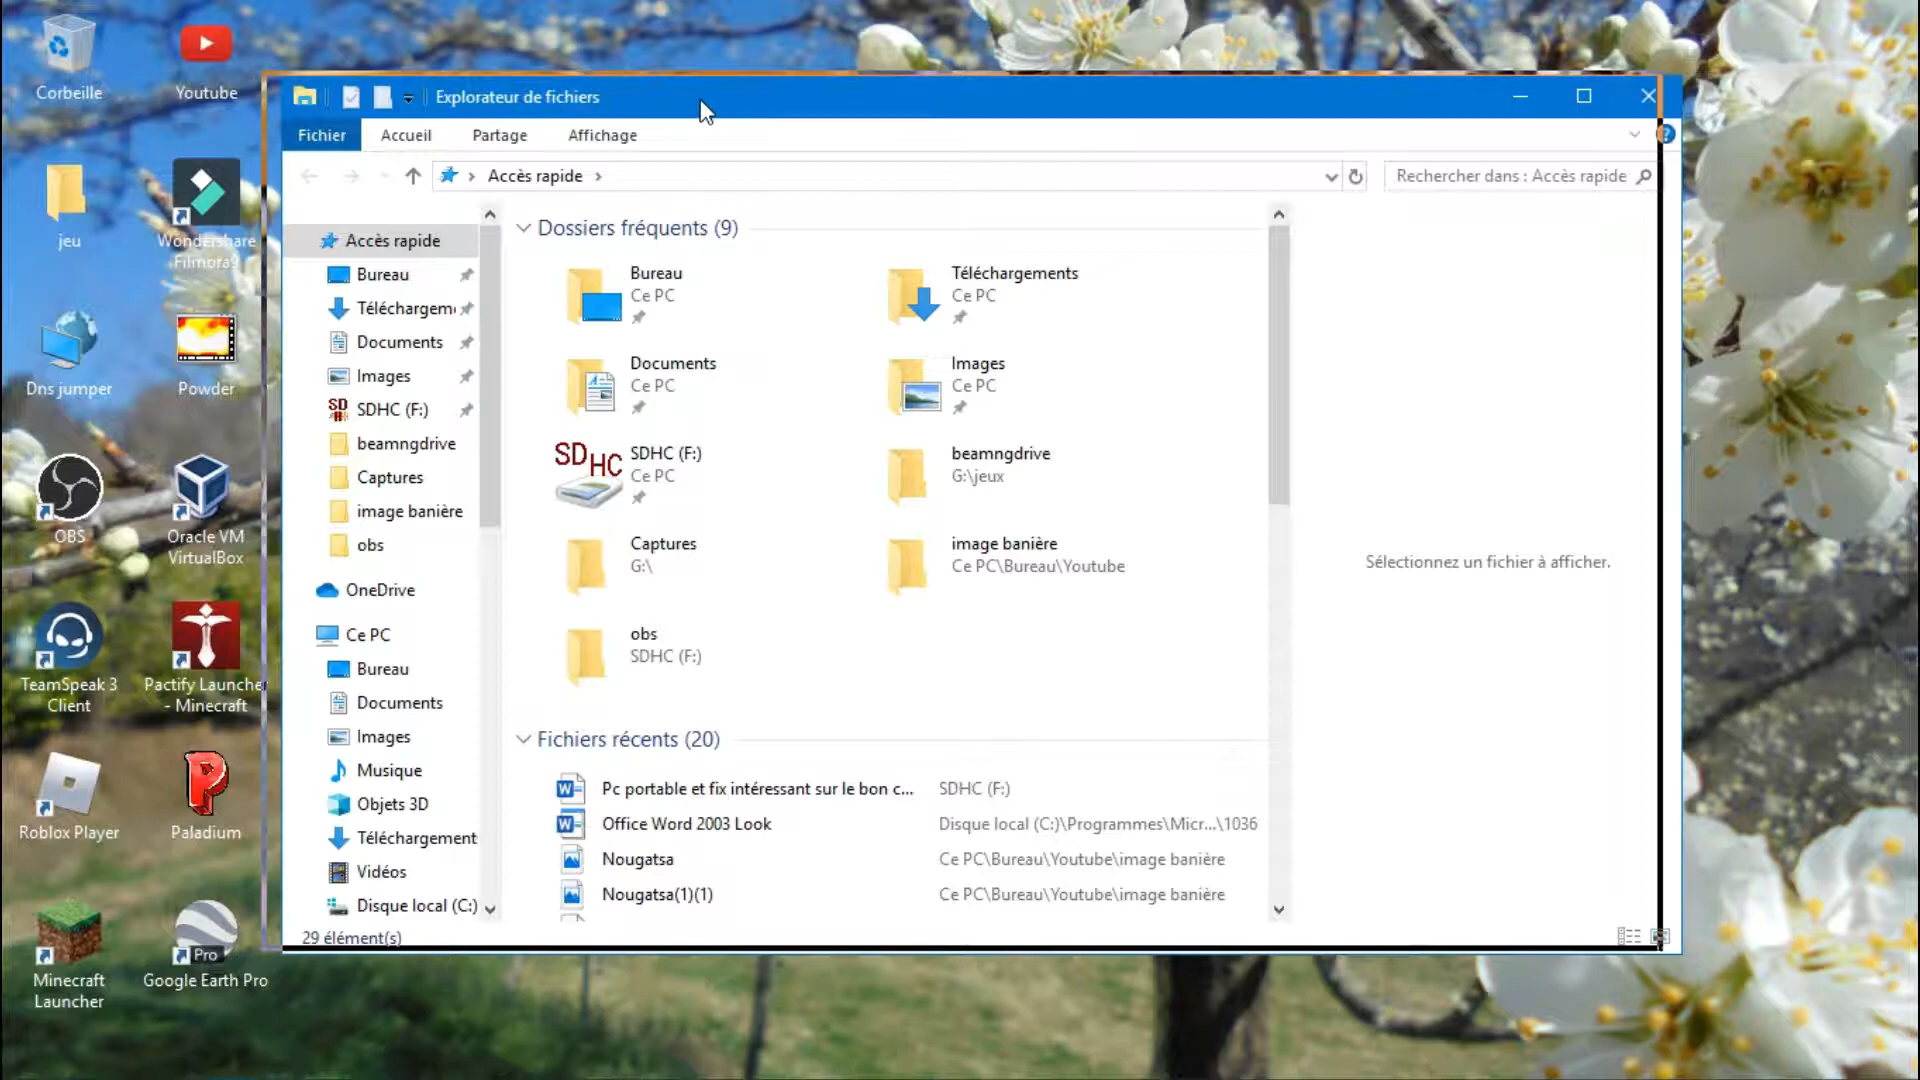 Corbeille
Youtube
jeu
Wondershare
Filmora9
Dns jumper
Powder
OBS
Oracle VM
VirtualBox
TeamSpeak 3
Client
Pactify Launcher
- Minecraft
Roblox Player
Paladium
Minecraft
Launcher
Pro
Google Earth Pro
Explorateur de fichiers
Fichier
Accueil
Partage
Affichage
Accès rapide
Rechercher dans : Accès rapide
Accès rapide
Bureau
Téléchargem
Documents
Images
SDHC (F:)
beamngdrive
Captures
image banière
obs
OneDrive
Ce PC
Bureau
Documents
Images
Musique
Objets 3D
Téléchargement
Vidéos
Disque local (C:)
29 élément(s)
Dossiers fréquents (9)
Bureau
Ce PC
Téléchargements
Ce PC
Documents
Ce PC
Images
Ce PC
SDHC
SDHC (F:)
Ce PC
beamngdrive
G:\jeux
Captures
G:\
image banière
Ce PC\Bureau\Youtube
obs
SDHC (F:)
Fichiers récents (20)
Pc portable et fix intéressant sur le bon c... SDHC (F:)
Office Word 2003 Look Disque local (C:)\Programmes\Micr...\1036
Nougatsa Ce PC\Bureau\Youtube\image banière
Nougatsa(1)(1) Ce PC\Bureau\Youtube\image banière
Sélectionnez un fichier à afficher.